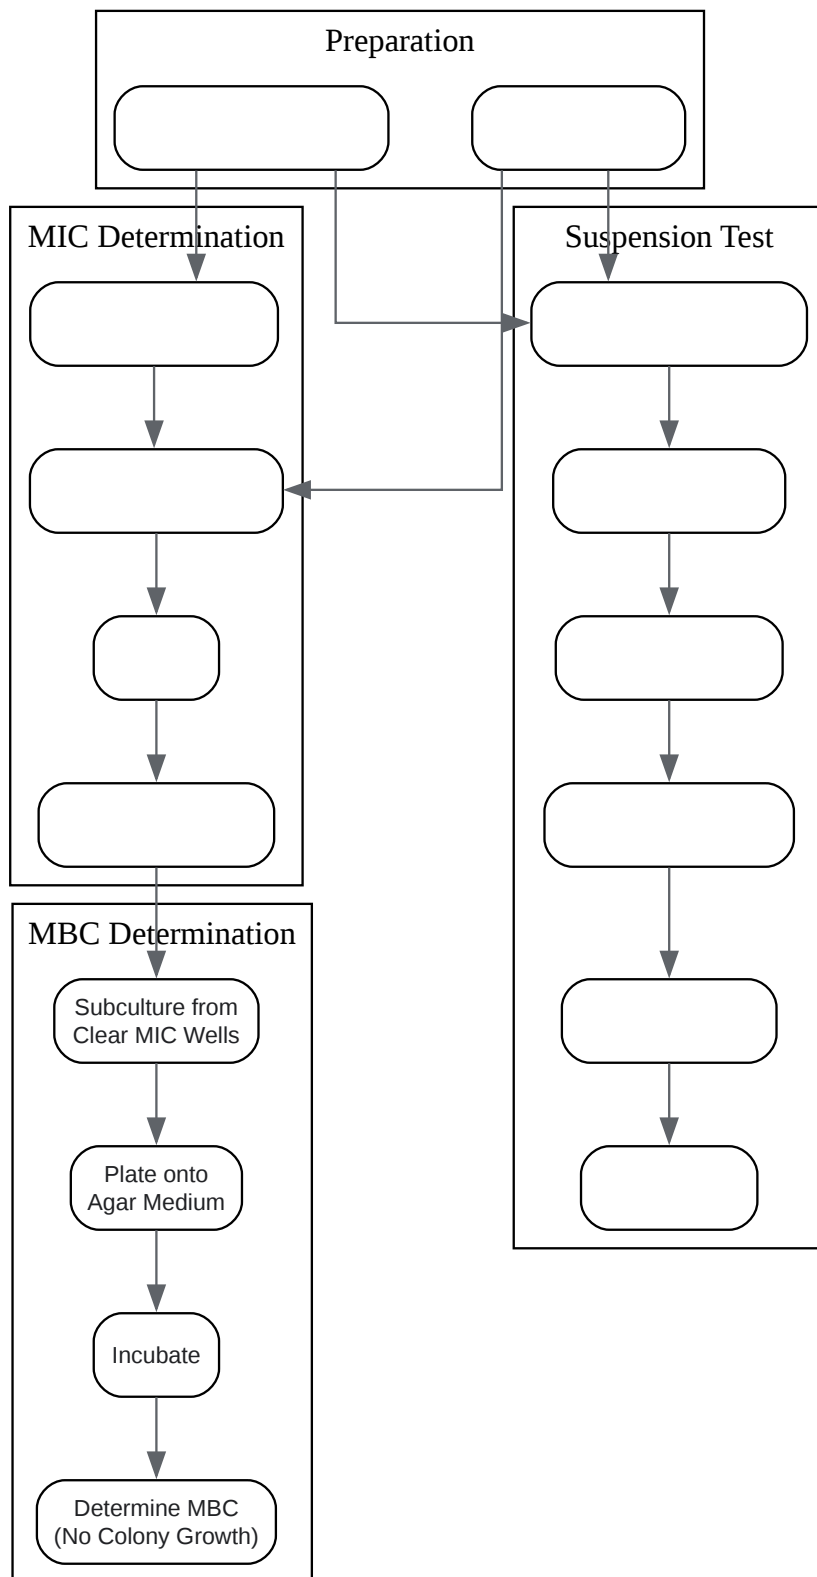 Preparation
MIC Determination
Suspension Test
MBC Determination
Subculture from
Clear MIC Wells
Plate onto
Agar Medium
Incubate
Determine MBC
(No Colony Growth)